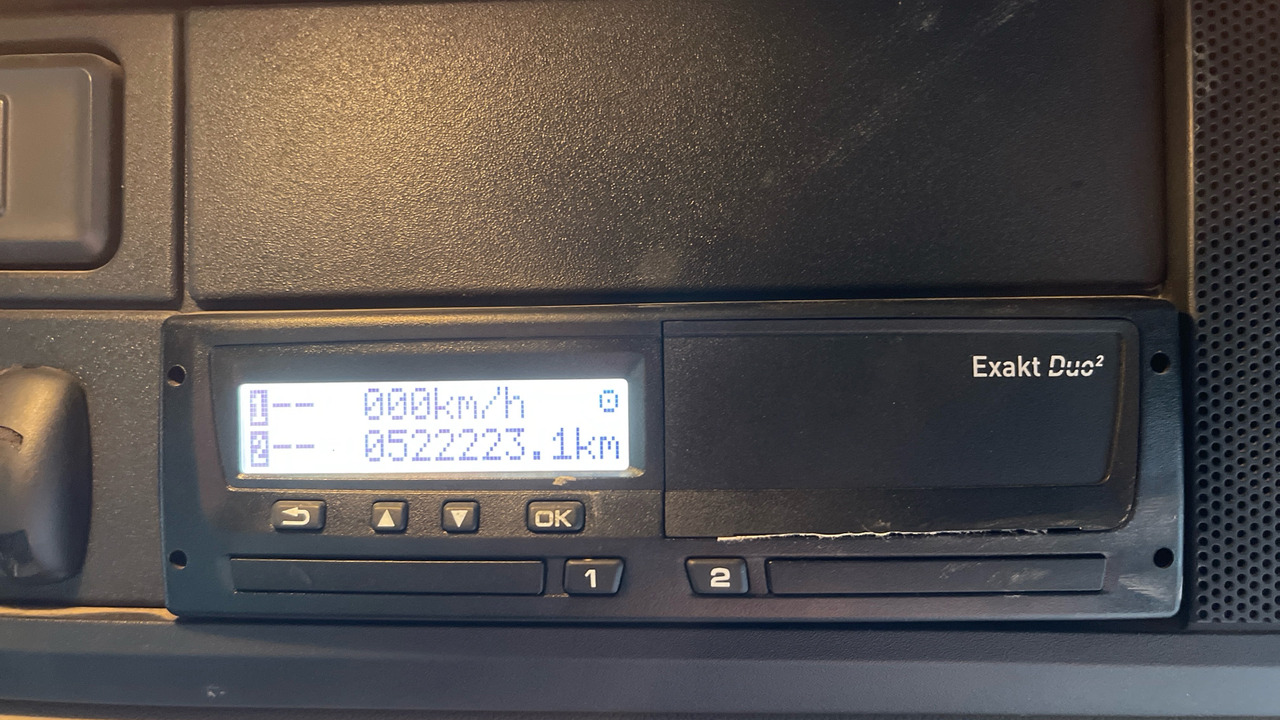 Exakt Duo²
1-- 000km/h
2-- 0522223.1km
OK
1
2